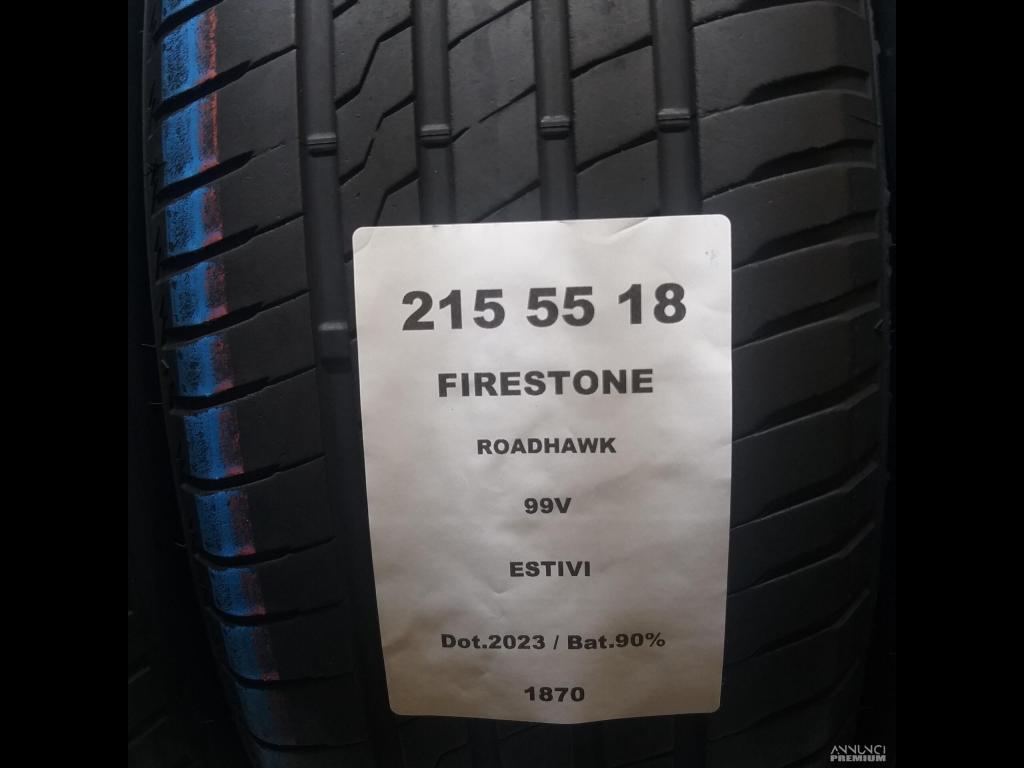 215 55 18
FIRESTONE
ROADHAWK
99V
ESTIVI
Dot.2023 / Bat.90%
1870
ANNUNCI
PREMIUM